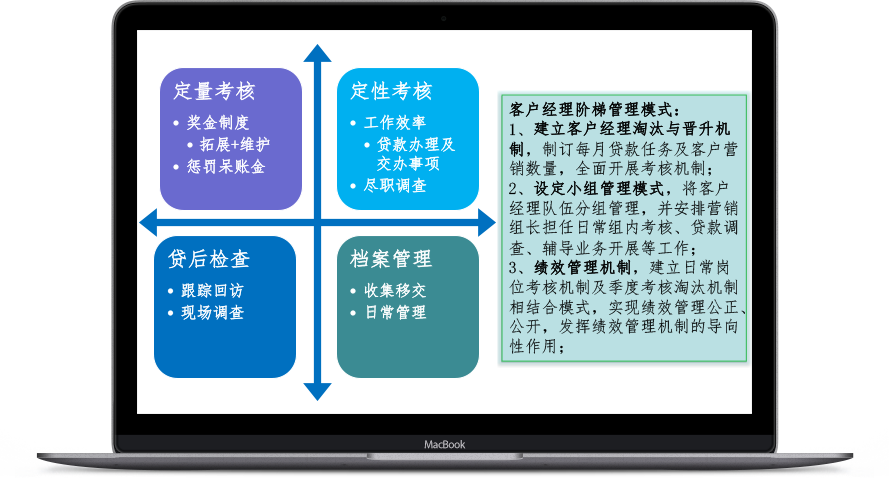 定量考核
• 奖金制度
• 拓展+维护
• 惩罚呆账金
定性考核
• 工作效率
• 贷款办理及
交办事项
• 尽职调查
贷后检查
• 跟踪回访
• 现场调查
档案管理
• 收集移交
• 日常管理
客户经理阶梯管理模式：
1、建立客户经理淘汰与晋升机
制，制订每月贷款任务及客户营
销数量，全面开展考核机制；
2、设定小组管理模式，将客户
经理队伍分组管理，并安排营销
组长担任日常组内考核、贷款调
查、辅导业务开展等工作；
3、绩效管理机制，建立日常岗
位考核机制及季度考核淘汰机制
相结合模式，实现绩效管理公正、
公开，发挥绩效管理机制的导向
性作用；
MacBook